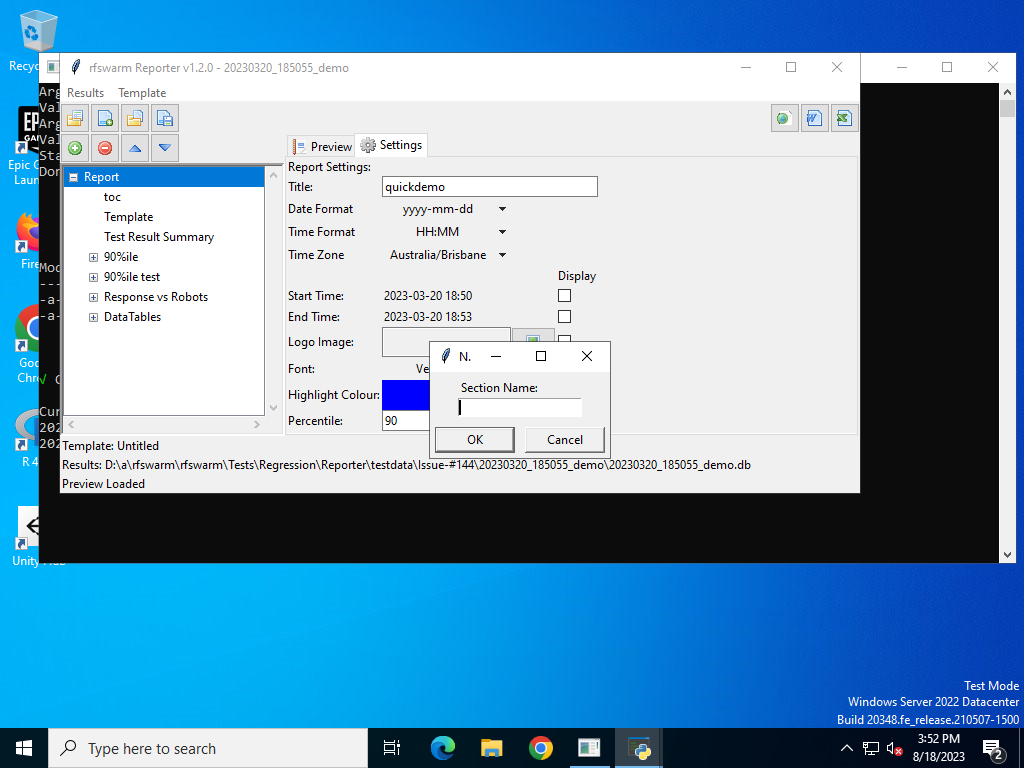 Recyc
rfswarm Reporter v1.2.0 - 20230320_185055_demo
Results Template
Arg
Val
Arg
Val
Sta
Don
EPIC
GA
Epic G
Laun
Preview Settings
Report
toc
Template
Test Result Summary
90%ile
90%ile test
Response vs Robots
DataTables
Report Settings:
Title: quickdemo
Date Format yyyy-mm-dd
Time Format HH:MM
Time Zone Australia/Brisbane
Display
Start Time: 2023-03-20 18:50
End Time: 2023-03-20 18:53
Logo Image:
Font: Ve
Highlight Colour:
Percentile: 90
Fire
Mod
---
-a-
-a-
Goo
Chro
√ C
Cur
202
202
R 4
N.
Section Name:
OK Cancel
Template: Untitled
Results: D:\a\rfswarm\rfswarm\Tests\Regression\Reporter\testdata\Issue-#144\20230320_185055_demo\20230320_185055_demo.db
Preview Loaded
Unity Hub
Test Mode
Windows Server 2022 Datacenter
Build 20348.fe_release.210507-1500
Type here to search
3:52 PM
8/18/2023
2